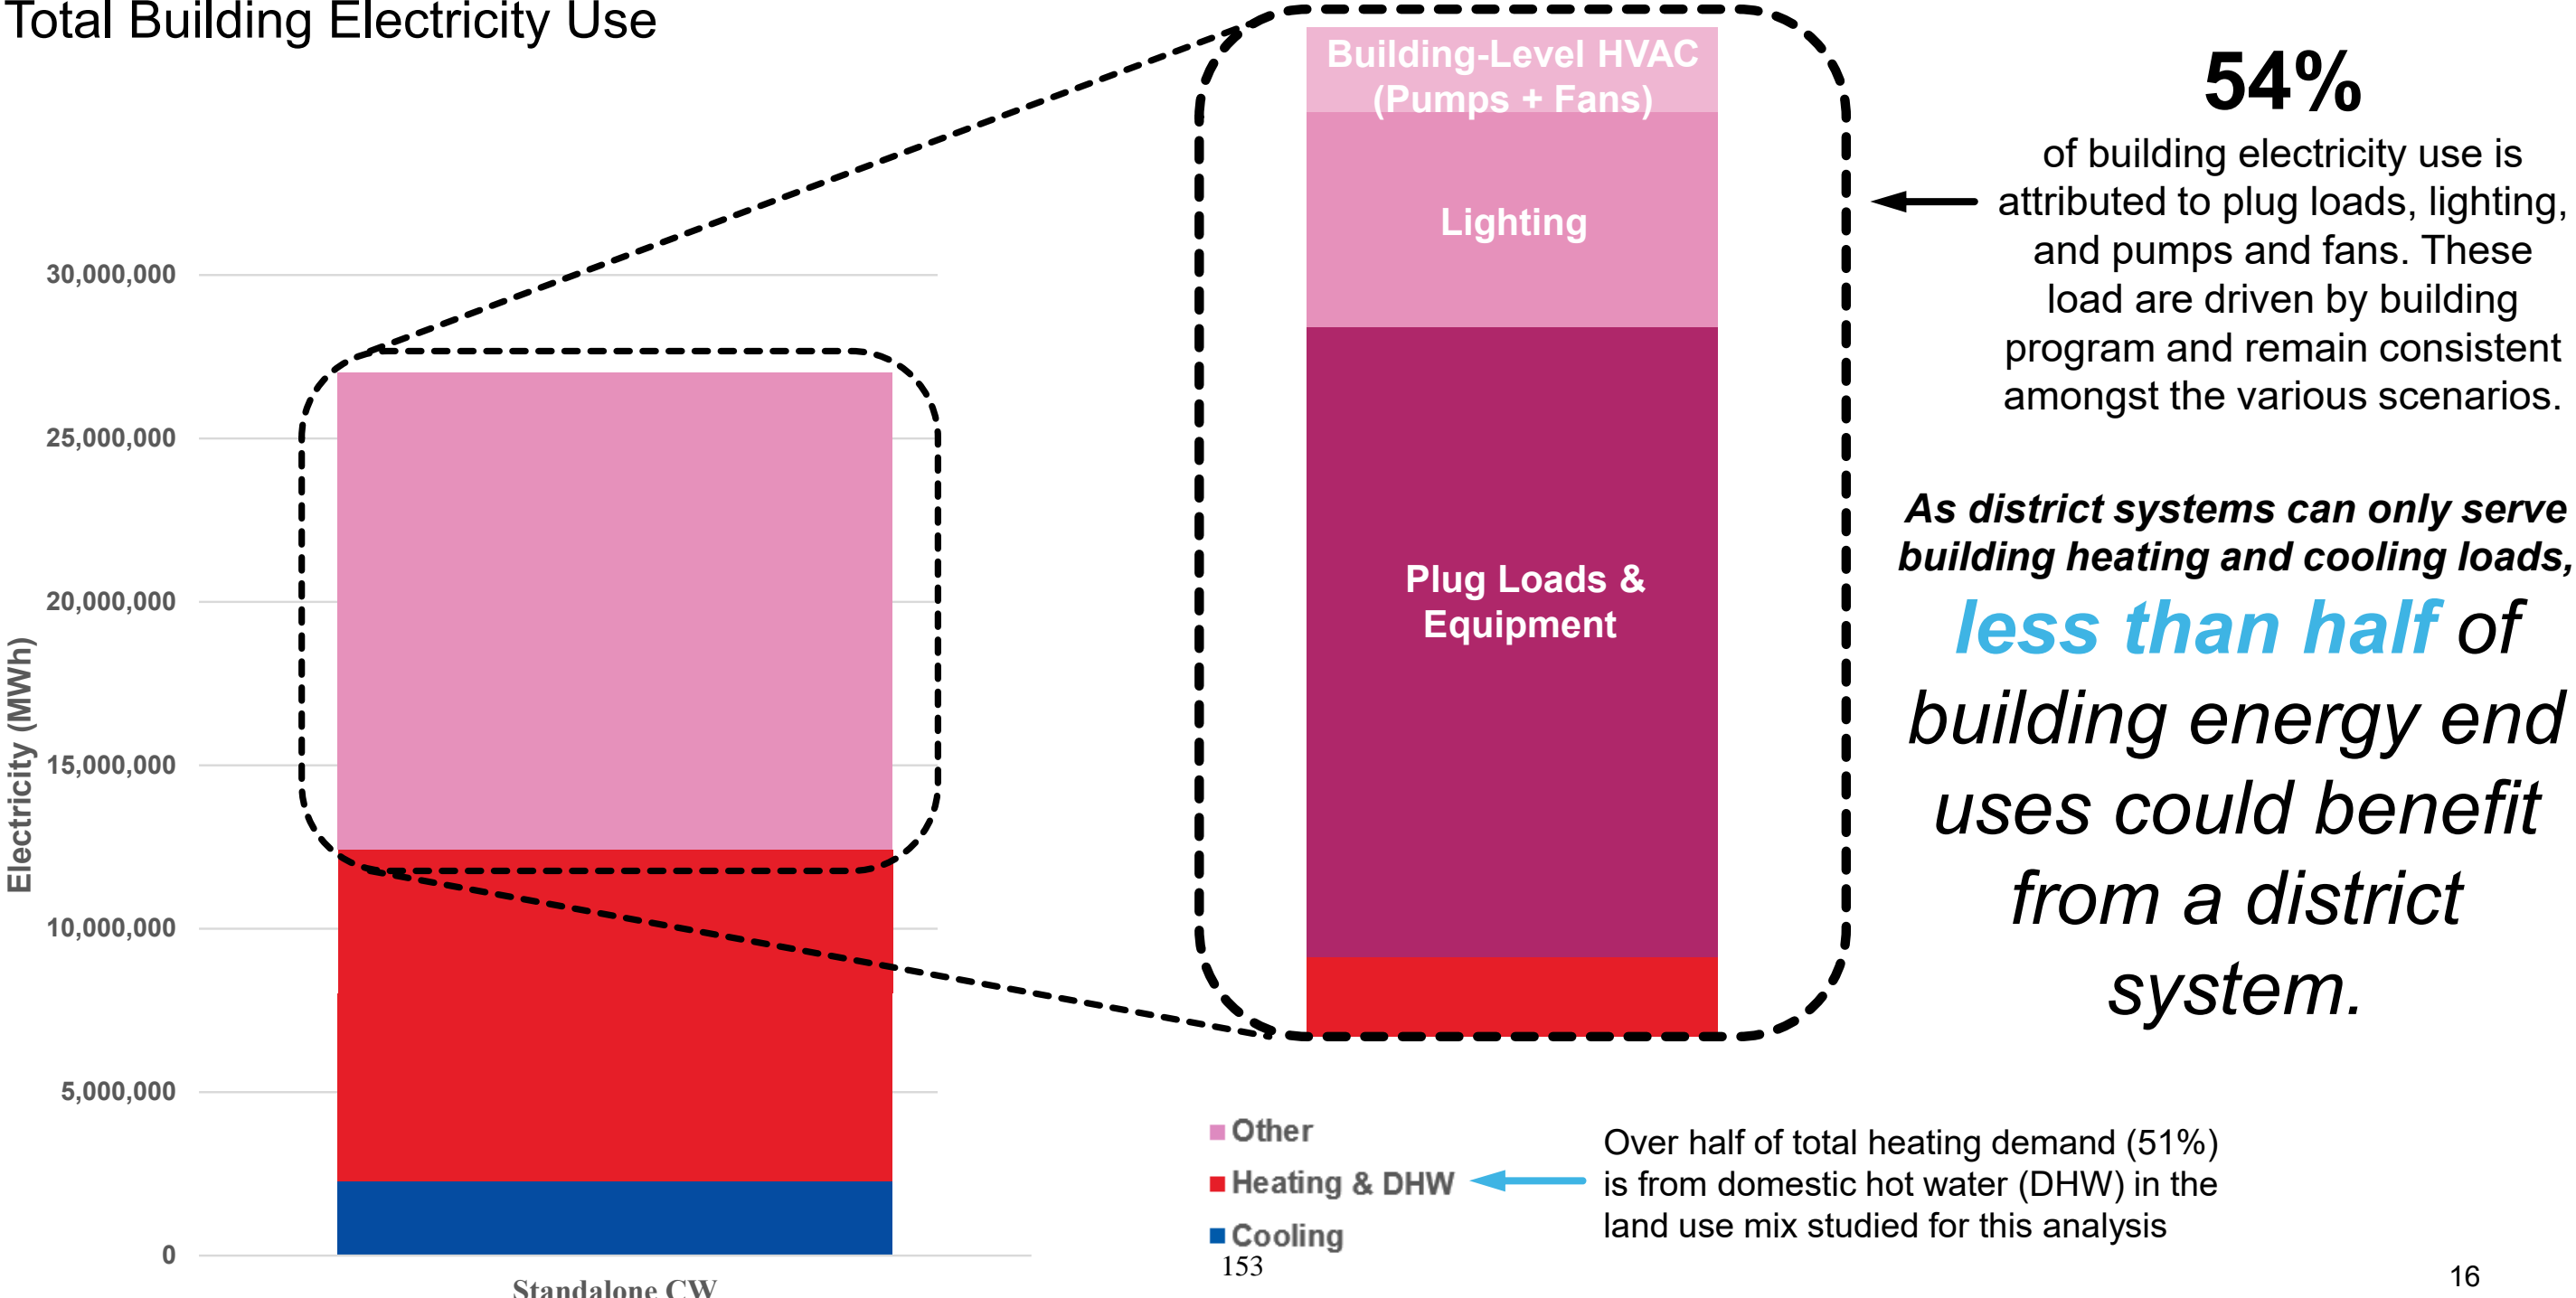 Total Building Electricity Use
30,000,000
25,000,000
20,000,000
15,000,000
10,000,000
5,000,000
0
Electricity (MWh)
Standalone CW
Building-Level HVAC
(Pumps + Fans)
Lighting
Plug Loads &
Equipment
54%
of building electricity use is
attributed to plug loads, lighting,
and pumps and fans. These
load are driven by building
program and remain consistent
amongst the various scenarios.
As district systems can only serve
building heating and cooling loads,
less than half of
building energy end
uses could benefit
from a district
system.
Other
Heating & DHW
Cooling
Over half of total heating demand (51%)
is from domestic hot water (DHW) in the
land use mix studied for this analysis
153
16